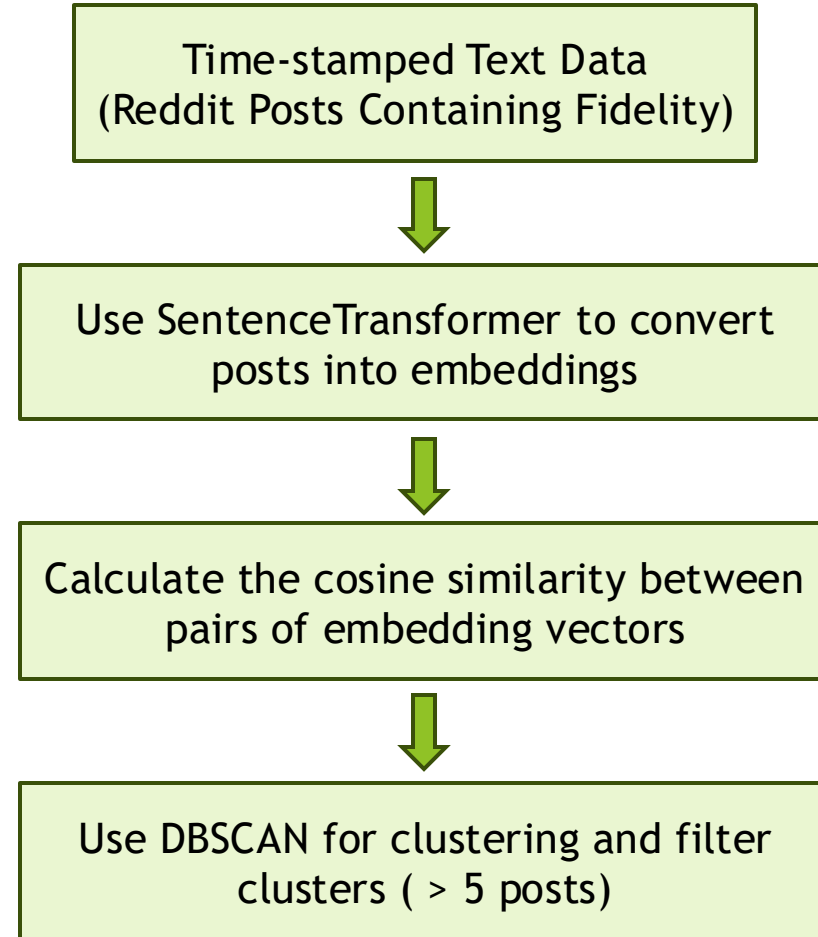 Time-stamped Text Data
(Reddit Posts Containing Fidelity)
Use SentenceTransformer to convert
posts into embeddings
Calculate the cosine similarity between
pairs of embedding vectors
Use DBSCAN for clustering and filter
clusters ( > 5 posts)